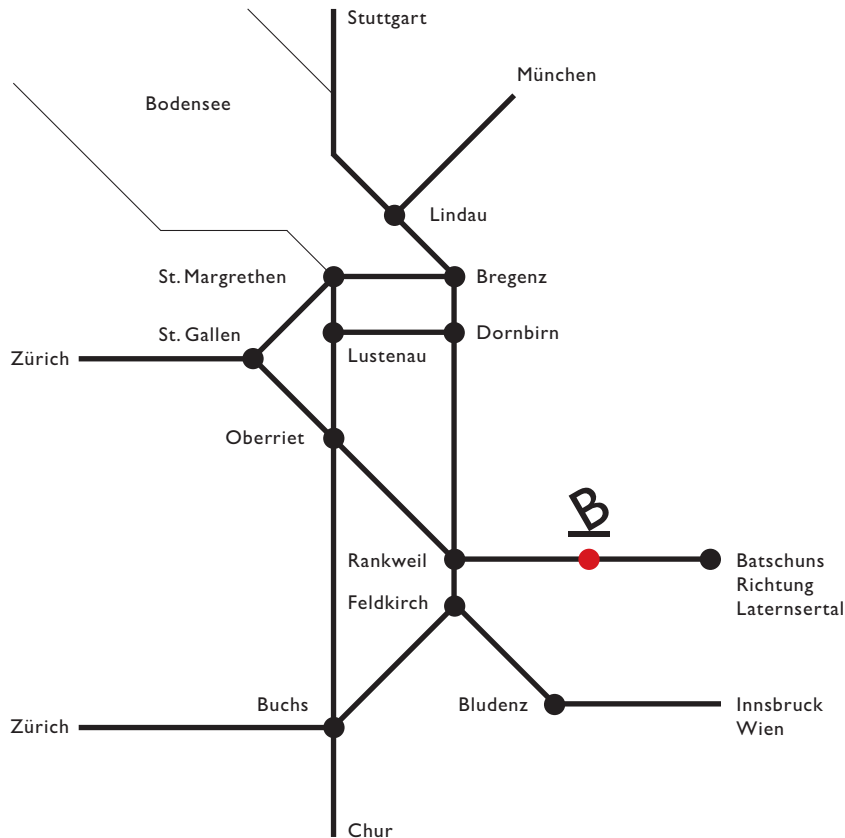 Stuttgart
München
Bodensee
Lindau
St. Margrethen
Bregenz
St. Gallen
Dornbirn
Zürich
Lustenau
Oberriet
B
Rankweil
Batschuns
Richtung
Laternsertal
Feldkirch
Buchs
Bludenz
Innsbruck
Wien
Zürich
Chur